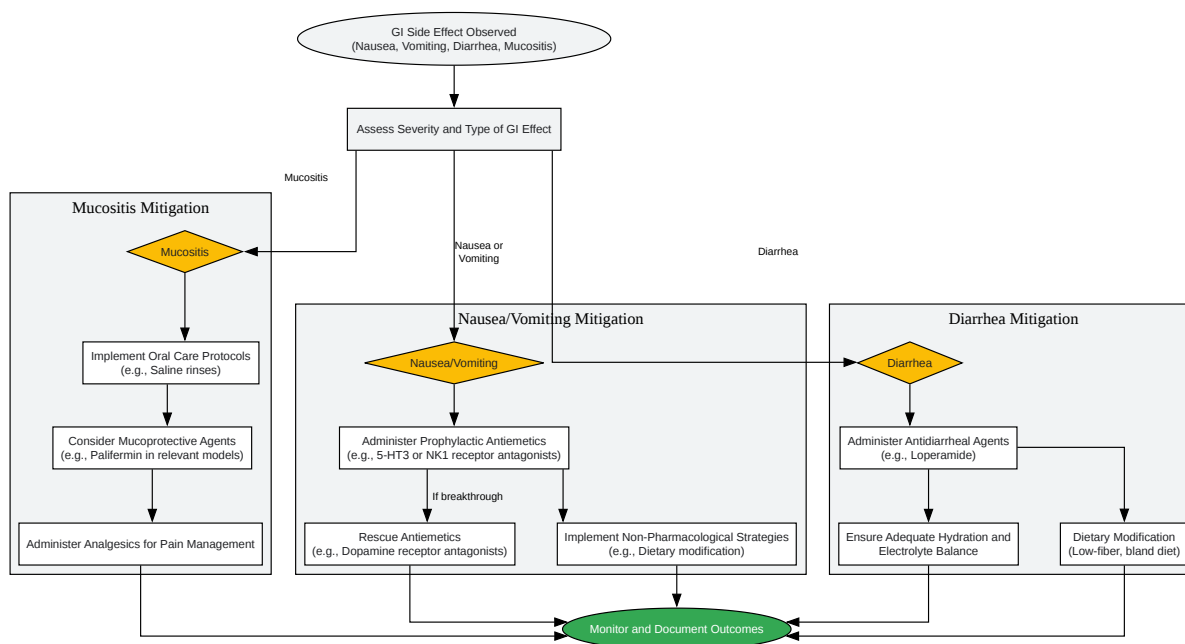 GI Side Effect Observed
(Nausea, Vomiting, Diarrhea, Mucositis)
Assess Severity and Type of GI Effect
Mucositis
Nausea or
Vomiting
Diarrhea
Mucositis Mitigation
Mucositis
Implement Oral Care Protocols
(e.g., Saline rinses)
Consider Mucoprotective Agents
(e.g., Palifermin in relevant models)
Administer Analgesics for Pain Management
Nausea/Vomiting Mitigation
Nausea/Vomiting
Administer Prophylactic Antiemetics
(e.g., 5-HT3 or NK1 receptor antagonists)
If breakthrough
Rescue Antiemetics
(e.g., Dopamine receptor antagonists)
Implement Non-Pharmacological Strategies
(e.g., Dietary modification)
Diarrhea Mitigation
Diarrhea
Administer Antidiarrheal Agents
(e.g., Loperamide)
Ensure Adequate Hydration and
Electrolyte Balance
Dietary Modification
(Low-fiber, bland diet)
Monitor and Document Outcomes